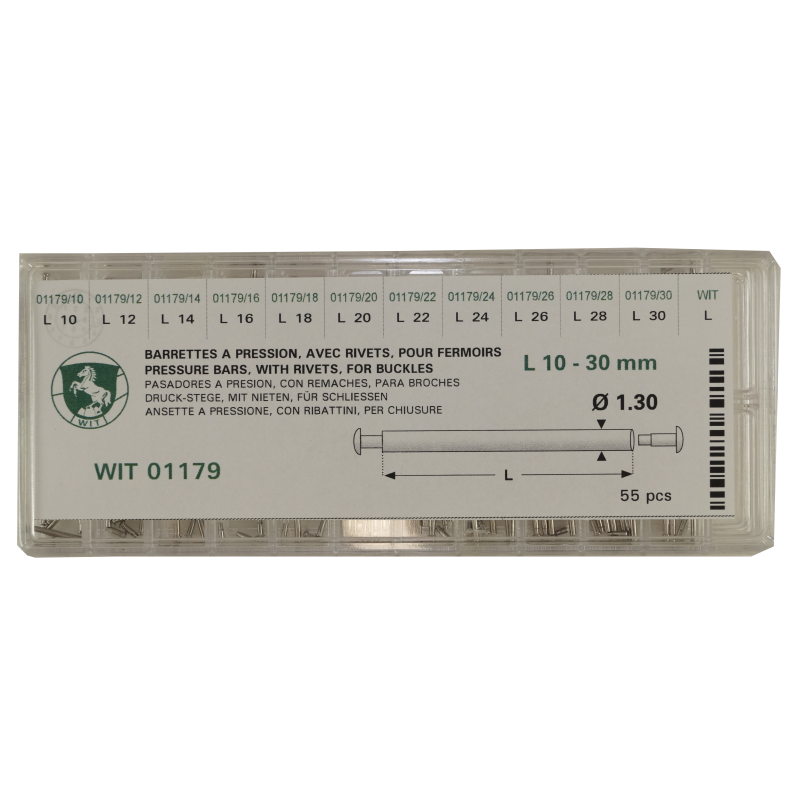 01179/10 01179/12 01179/14 01179/16 01179/18 01179/20 01179/22 01179/24 01179/26 01179/28 01179/30 WIT
L 10 L 12 L 14 L 16 L 18 L 20 L 22 L 24 L 26 L 28 L 30 L
BARRETTES A PRESSION, AVEC RIVETS, POUR FERMOIRS
PRESSURE BARS, WITH RIVETS, FOR BUCKLES
PASADORES A PRESION, CON REMACHES, PARA BROCHES
DRUCK-STEGE, MIT NIETEN, FÜR SCHLIESSEN
ANSETTE A PRESSIONE, CON RIBATTINI, PER CHIUSURE
L 10 - 30 mm
Ø 1.30
WIT
WIT 01179
L
55 pcs